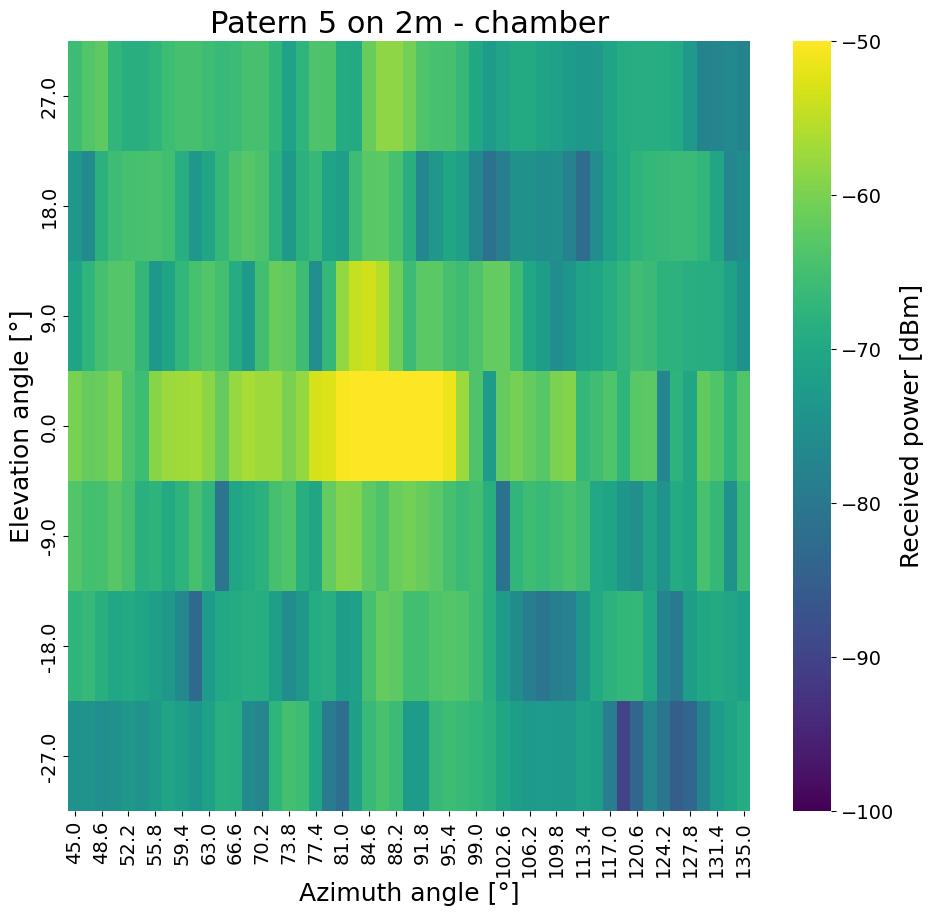 Patern 5 on 2m - chamber
Elevation angle [°]
27.0
18.0
9.0
0.0
-9.0
-18.0
-27.0
45.0 48.6 52.2 55.8 59.4 63.0 66.6 70.2 73.8 77.4 81.0 84.6 88.2 91.8 95.4 99.0 102.6 106.2 109.8 113.4 117.0 120.6 124.2 127.8 131.4 135.0
Azimuth angle [°]
−50
−60
−70
−80
−90
−100
Received power [dBm]